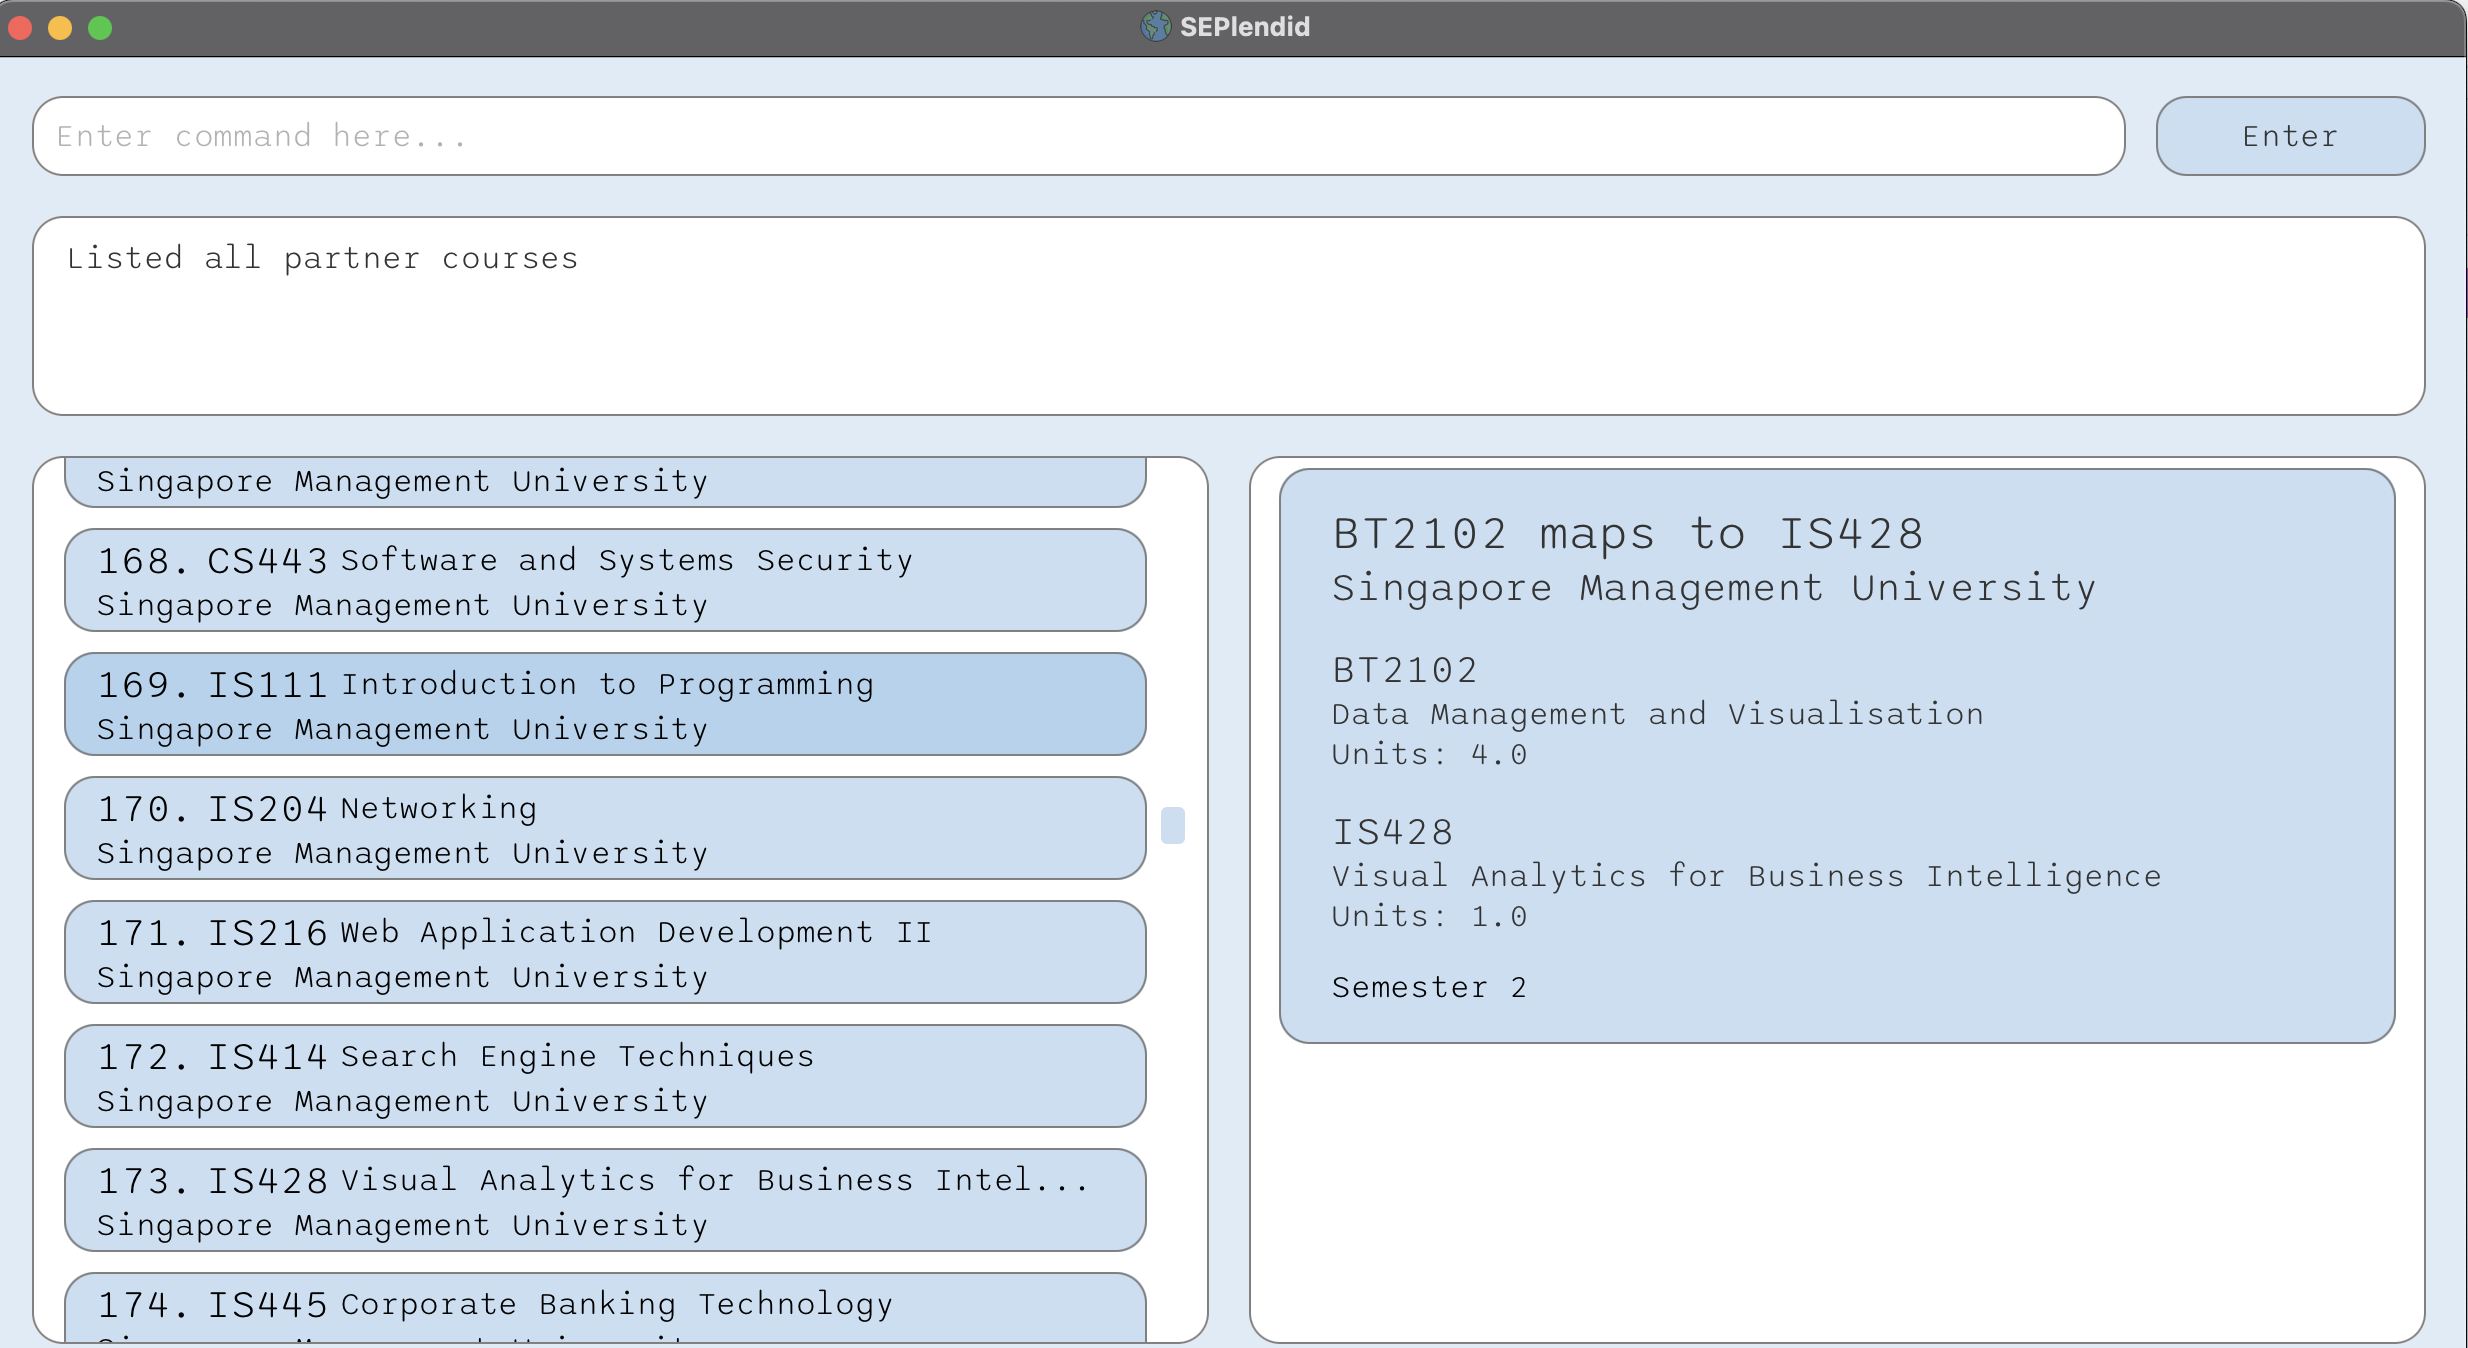 SEPlendid
Enter command here...
Enter
Listed all partner courses
Singapore Management University
168. CS443 Software and Systems Security
Singapore Management University
169. IS111 Introduction to Programming
Singapore Management University
170. IS204 Networking
Singapore Management University
171. IS216 Web Application Development II
Singapore Management University
172. IS414 Search Engine Techniques
Singapore Management University
173. IS428 Visual Analytics for Business Intel...
Singapore Management University
174. IS445 Corporate Banking Technology
BT2102 maps to IS428
Singapore Management University
BT2102
Data Management and Visualisation
Units: 4.0
IS428
Visual Analytics for Business Intelligence
Units: 1.0
Semester 2